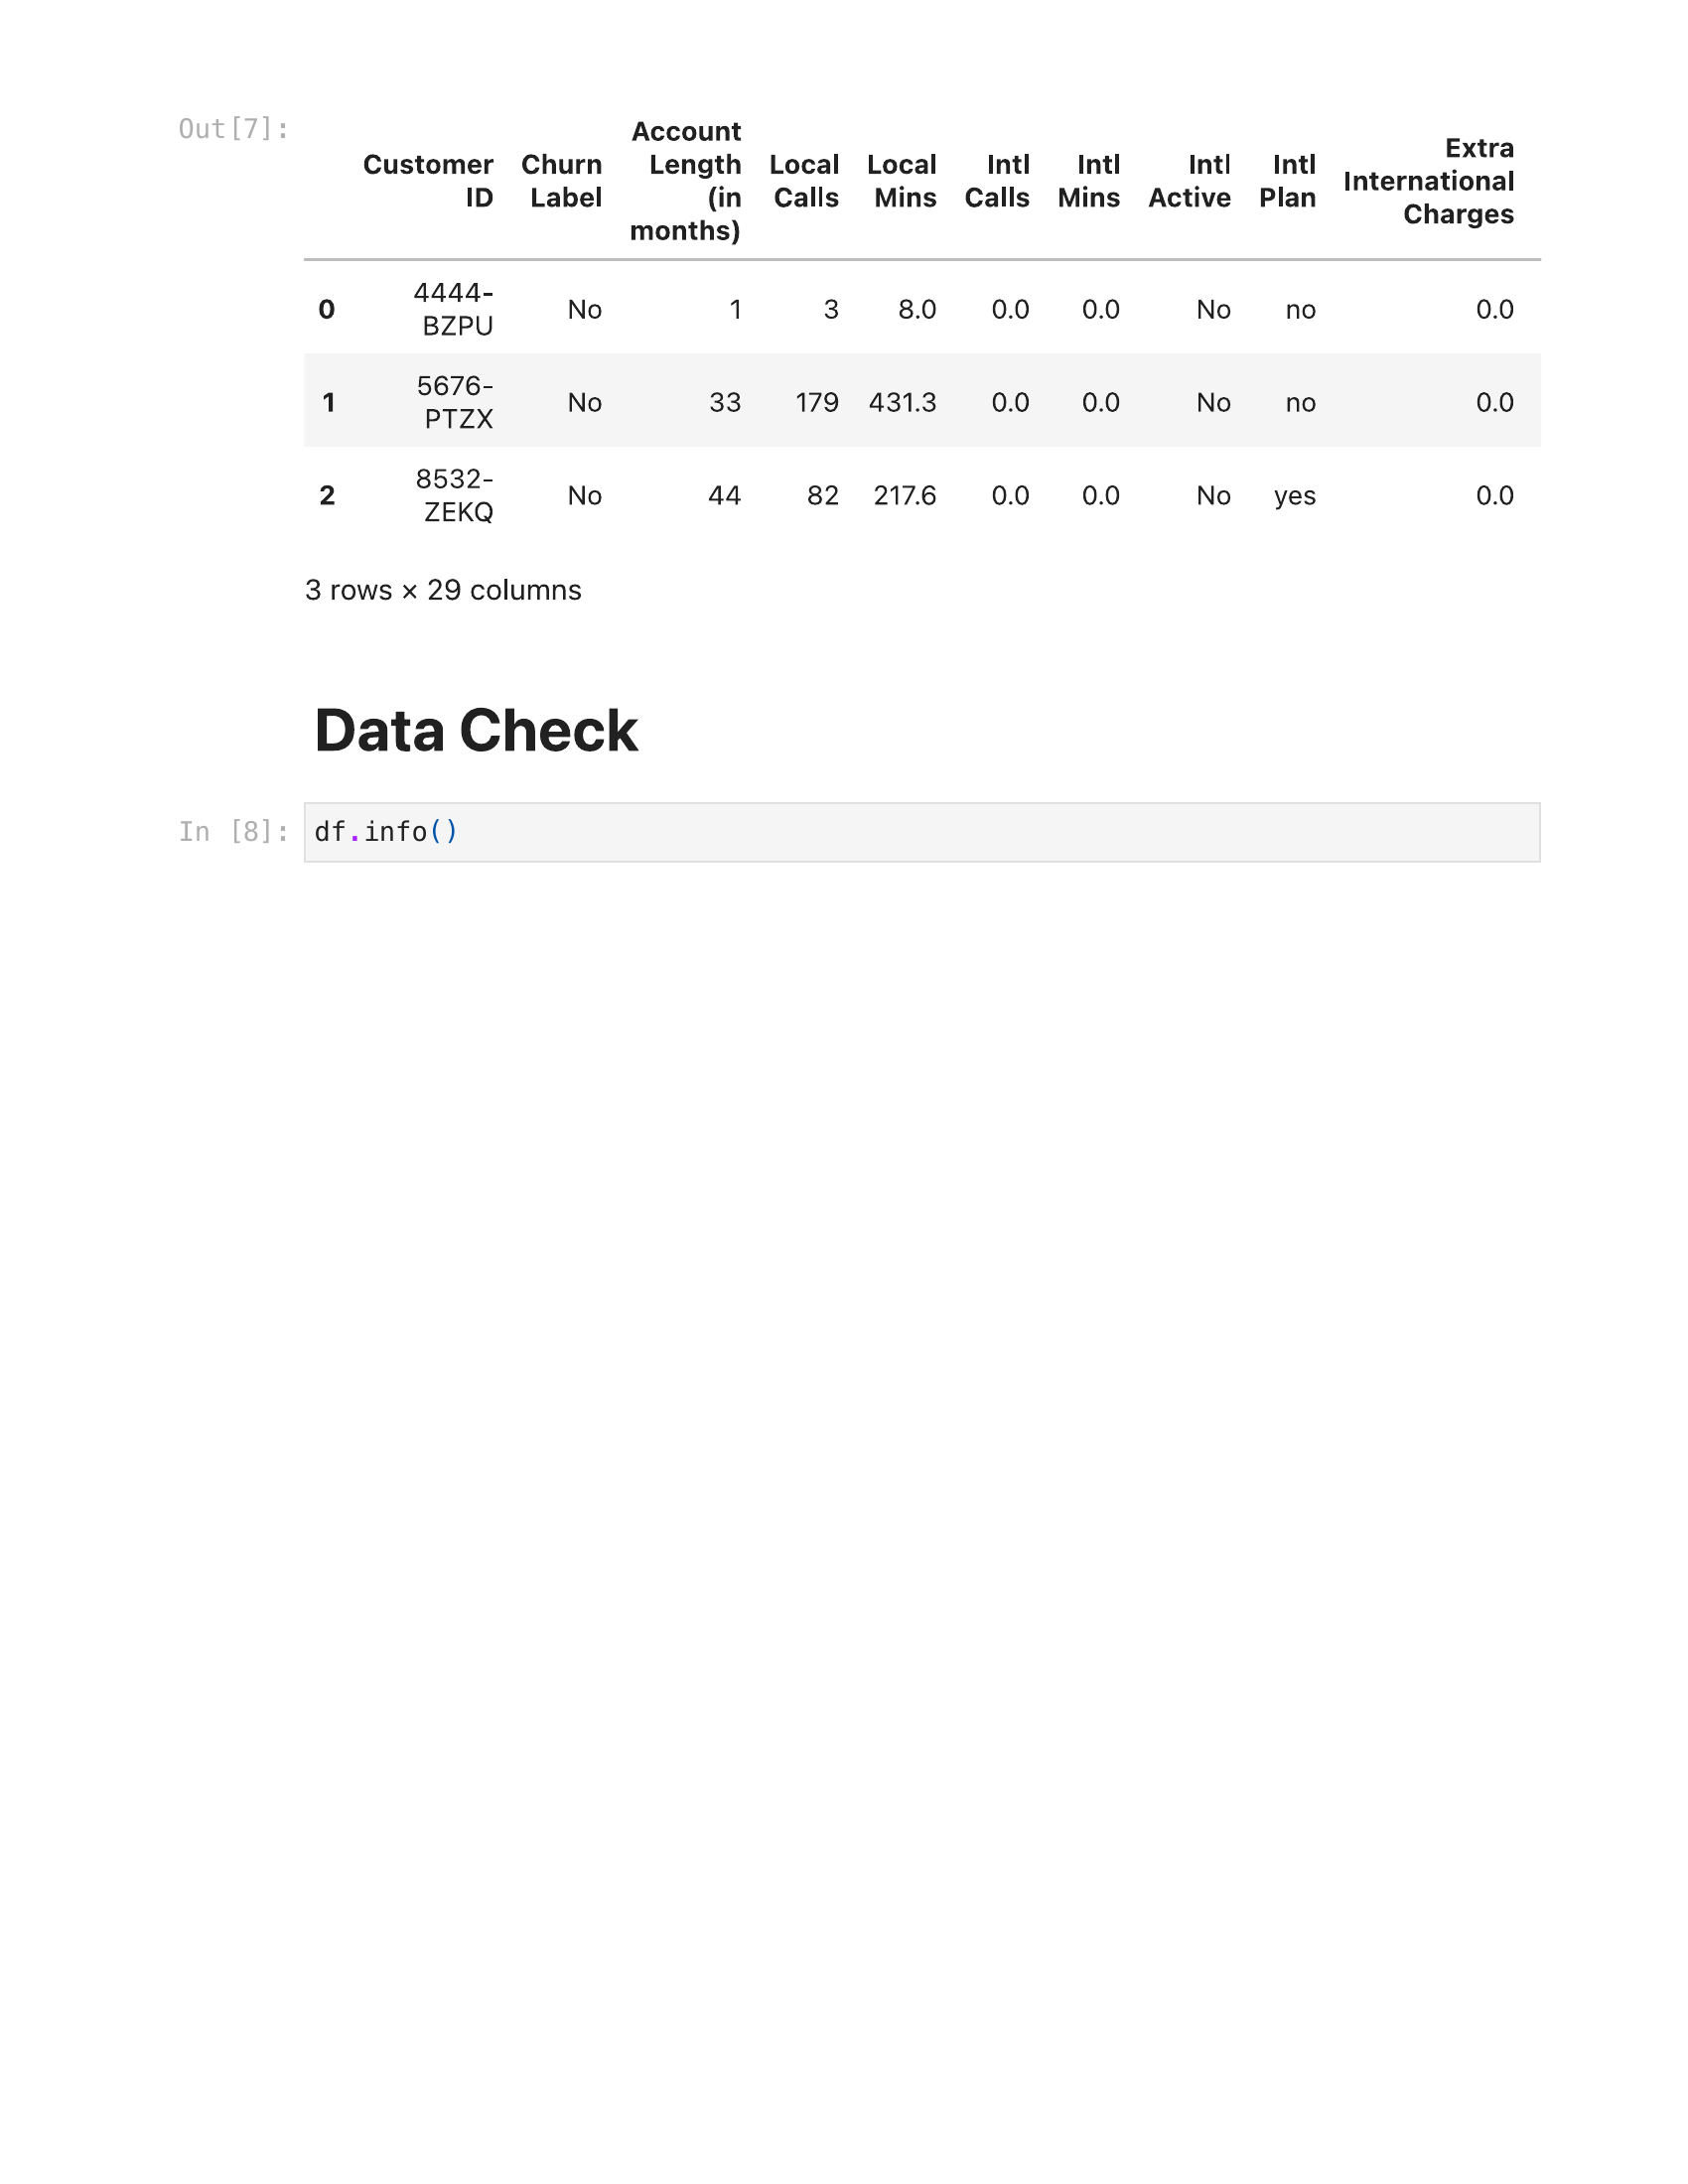 Out[7]:
Customer ID Churn Label Account Length (in months) Local Calls Local Mins Intl Calls Intl Mins Intl Active Intl Plan Extra International Charges
0 4444-BZPU No 1 3 8.0 0.0 0.0 No no 0.0
1 5676-PTZX No 33 179 431.3 0.0 0.0 No no 0.0
2 8532-ZEKQ No 44 82 217.6 0.0 0.0 No yes 0.0
3 rows × 29 columns
Data Check
In [8]: df.info()